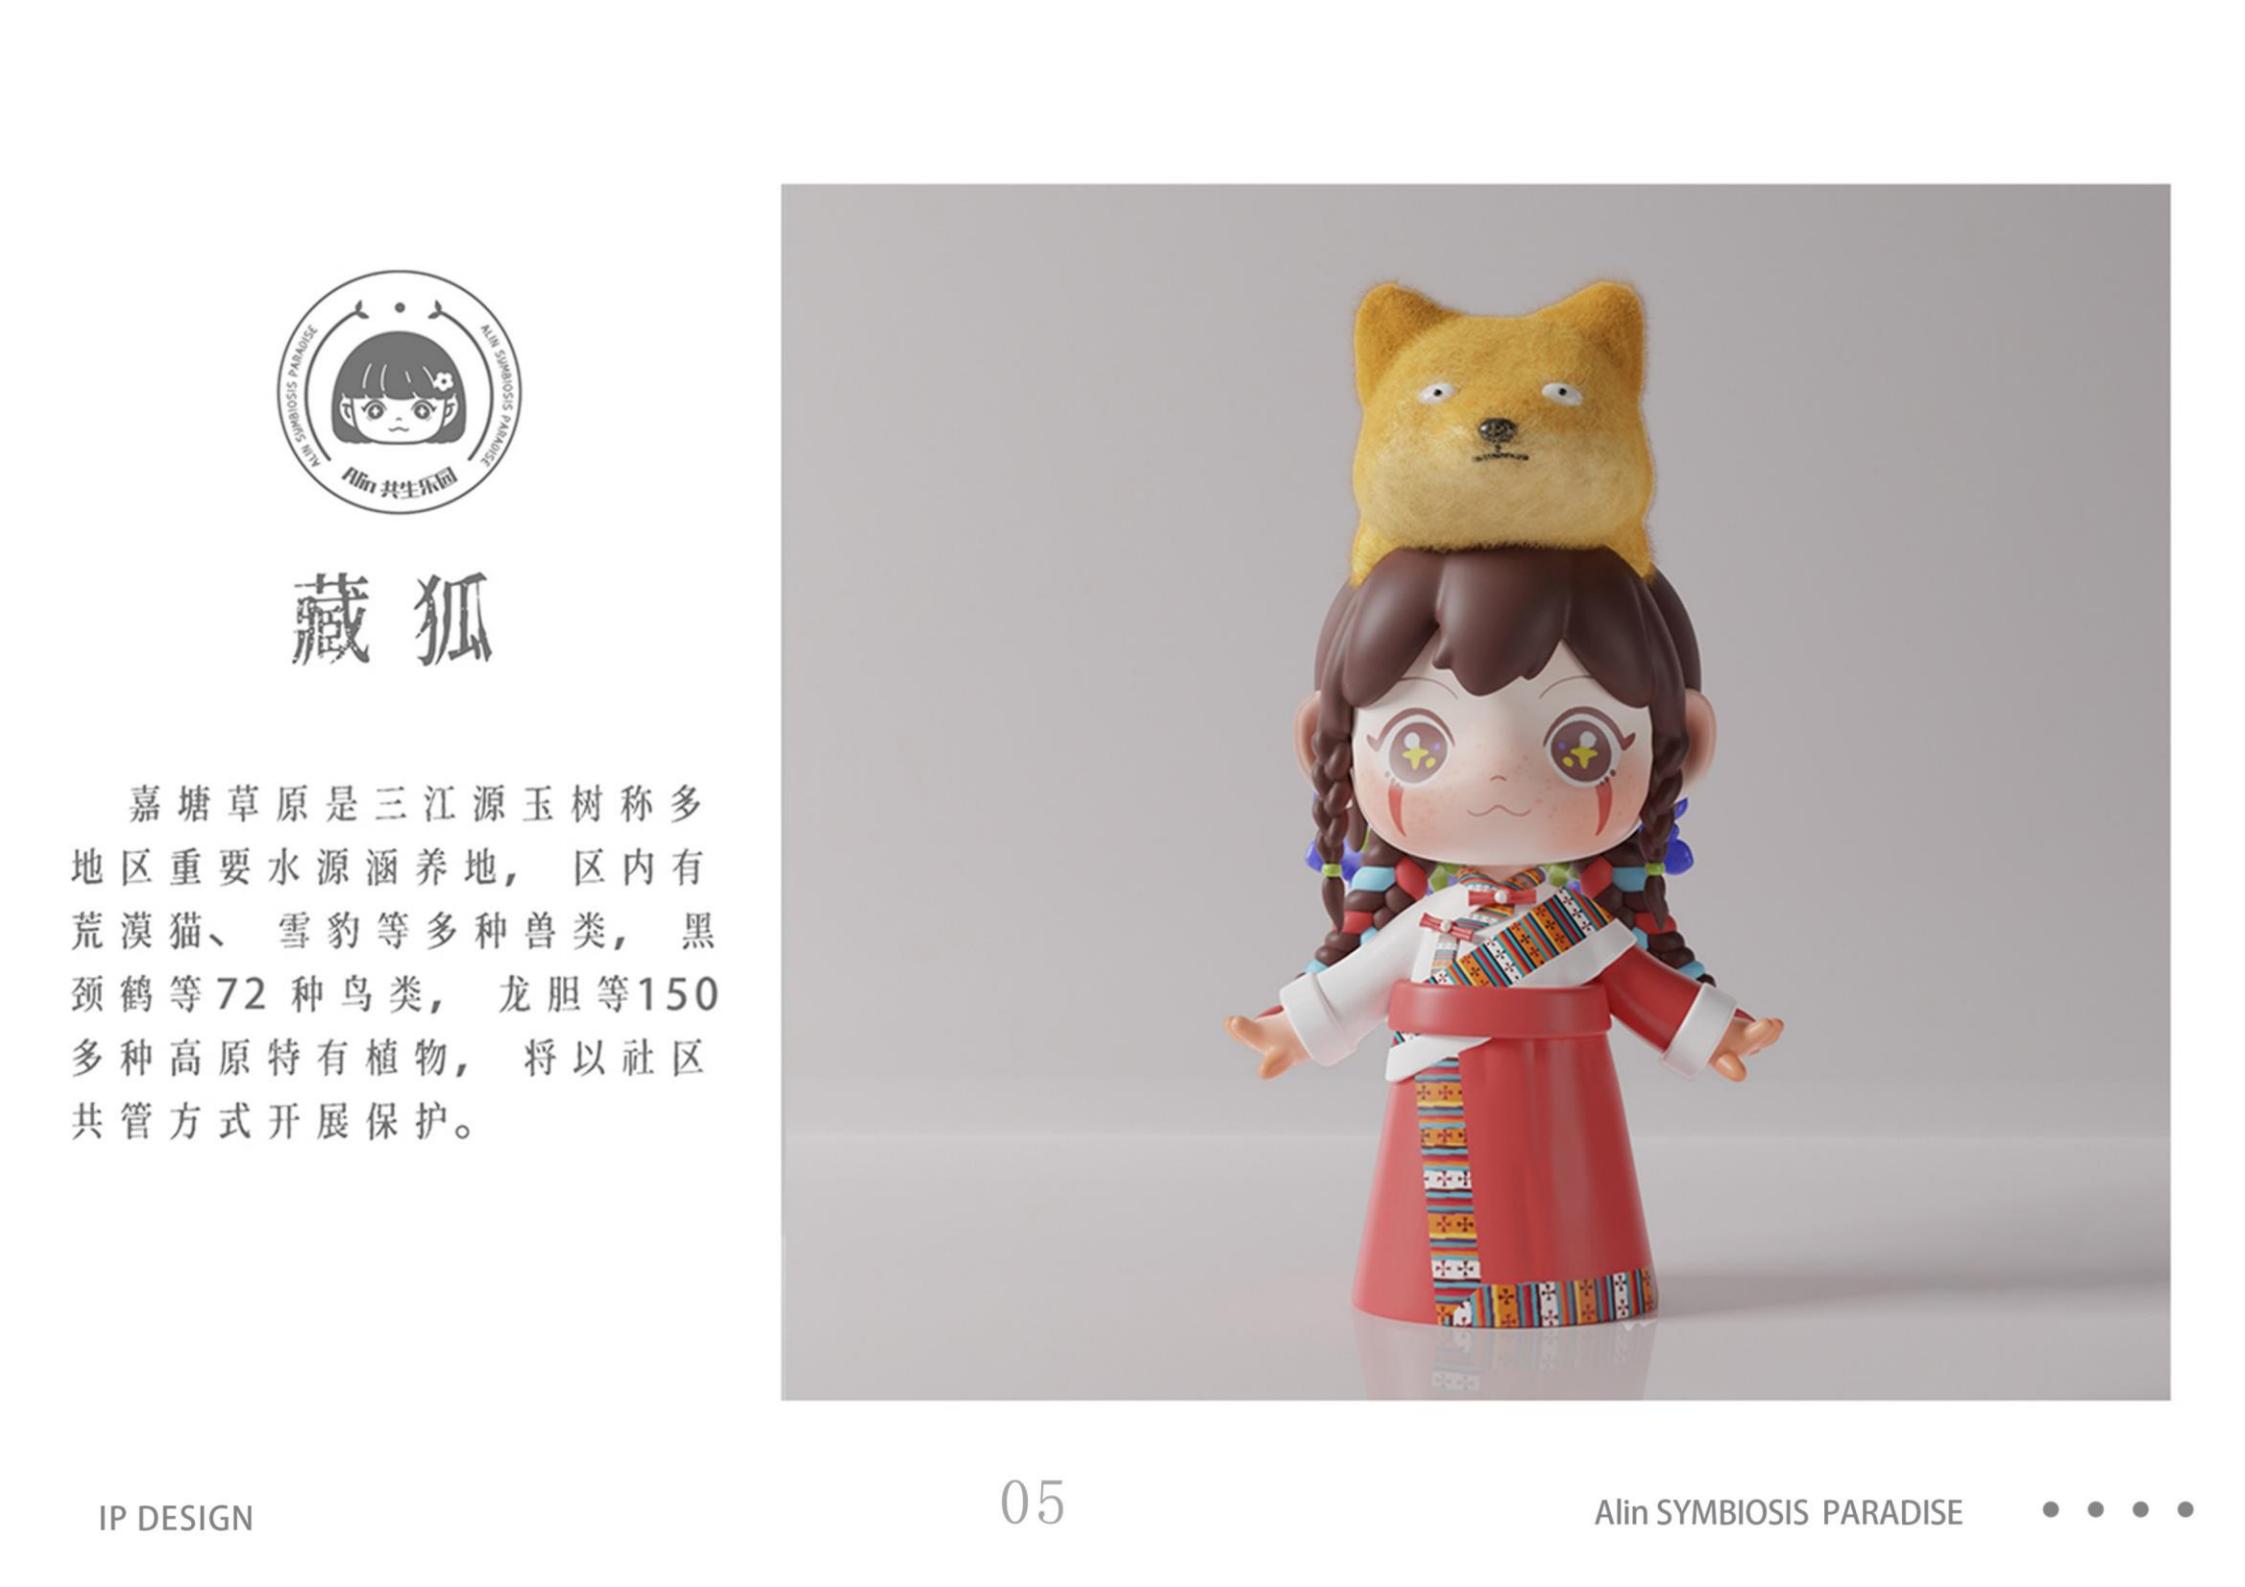 ALIN SYMBIOSIS PARADISE
ALIN SYMBIOSIS PARADISE
Alin 共生乐园
藏狐
嘉塘草原是三江源玉树称多
地区重要水源涵养地，区内有
荒漠猫、雪豹等多种兽类，黑
颈鹤等72 种鸟类，龙胆等150
多种高原特有植物，将以社区
共管方式开展保护。
IP DESIGN
05
Alin SYMBIOSIS PARADISE